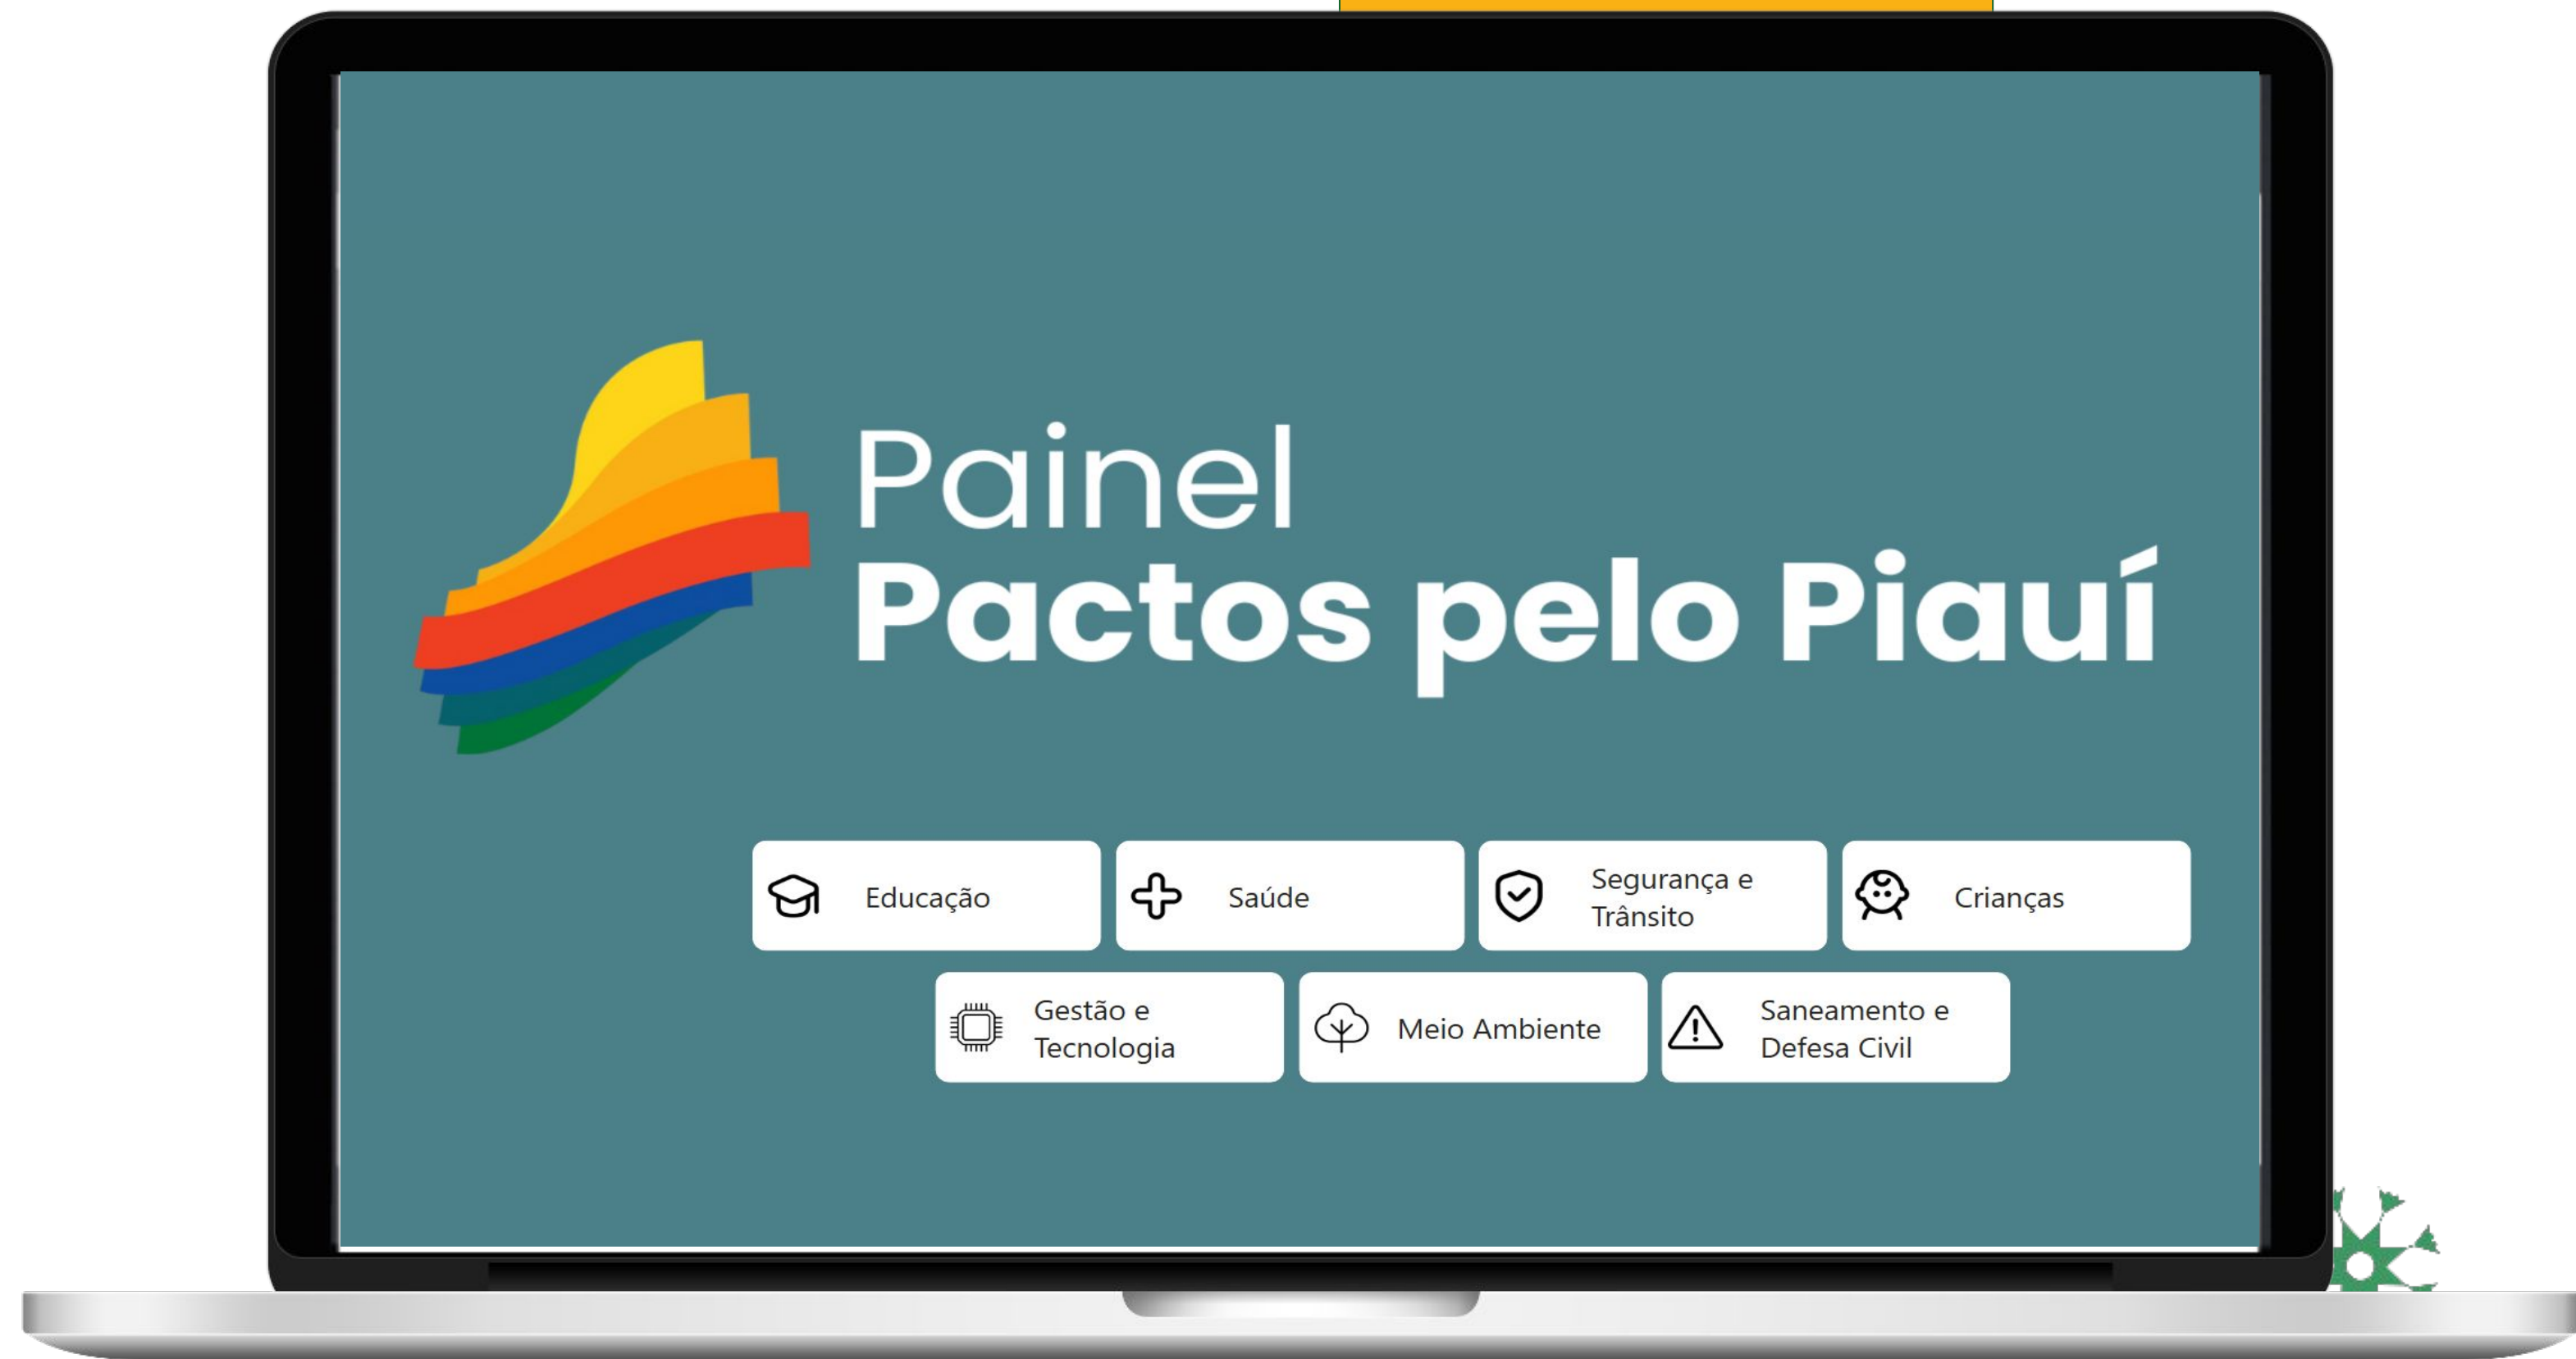 Painel
Pactos pelo Piauí
Educação
Saúde
Segurança e
Trânsito
Crianças
Gestão e
Tecnologia
Meio Ambiente
Saneamento e
Defesa Civil